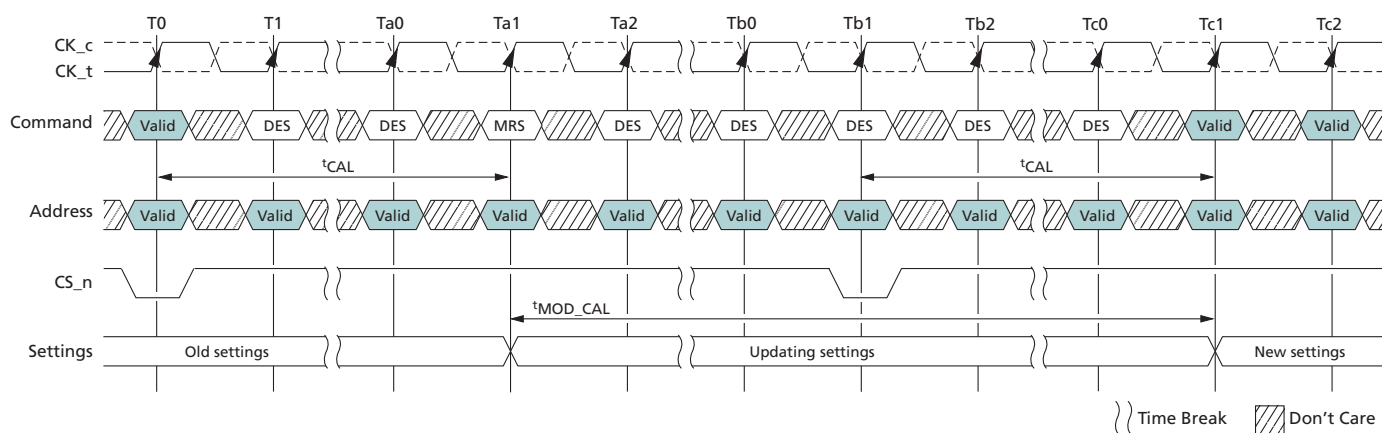 T0 T1 Ta0 Ta1 Ta2 Tb0 Tb1 Tb2 Tc0 Tc1 Tc2
CK_c
CK_t
Command Valid DES DES MRS DES DES DES DES DES Valid Valid
tCAL tCAL
Address Valid Valid Valid Valid Valid Valid Valid Valid Valid Valid Valid
CS_n
tMOD_CAL
Settings Old settings Updating settings New settings
Time Break Don't Care